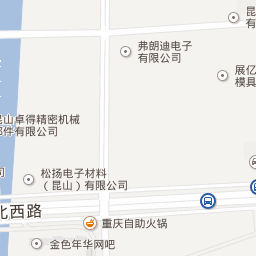 昆山
弗朗迪电子
有限公司
展亿
模具
昆山卓得精密机械
部件有限公司
松扬电子材料
（昆山）有限公司
司
北西路
重庆自助火锅
金色年华网吧